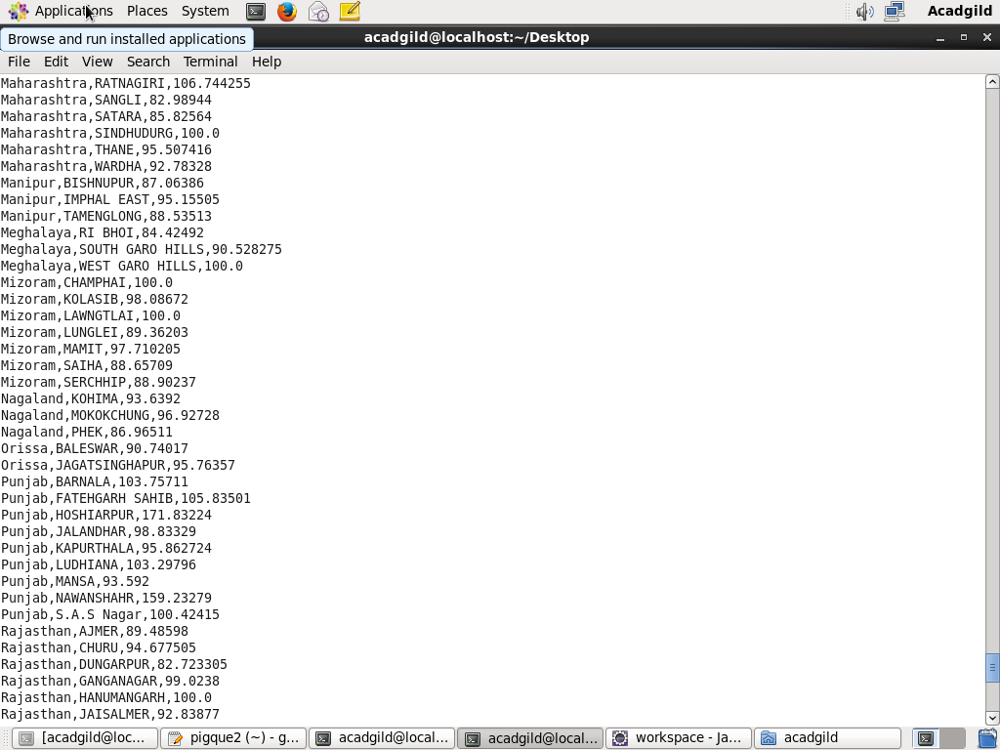 Applications Places System Acadgild
Browse and run installed applications
acadgild@localhost:~/Desktop
File Edit View Search Terminal Help
Maharashtra,RATNAGIRI,106.744255
Maharashtra,SANGLI,82.98944
Maharashtra,SATARA,85.82564
Maharashtra,SINDHUDURG,100.0
Maharashtra,THANE,95.507416
Maharashtra,WARDHA,92.78328
Manipur,BISHNUPUR,87.06386
Manipur,IMPHAL EAST,95.15505
Manipur,TAMENGLONG,88.53513
Meghalaya,RI BHOI,84.42492
Meghalaya,SOUTH GARO HILLS,90.528275
Meghalaya,WEST GARO HILLS,100.0
Mizoram,CHAMPHAI,100.0
Mizoram,KOLASIB,98.08672
Mizoram,LAWNGTLAI,100.0
Mizoram,LUNGLEI,89.36203
Mizoram,MAMIT,97.710205
Mizoram,SAIHA,88.65709
Mizoram,SERCHHIP,88.90237
Nagaland,KOHIMA,93.6392
Nagaland,MOKOKCHUNG,96.92728
Nagaland,PHEK,86.96511
Orissa,BALESWAR,90.74017
Orissa,JAGATSINGHAPUR,95.76357
Punjab,BARNALA,103.75711
Punjab,FATEHGARH SAHIB,105.83501
Punjab,HOSHIARPUR,171.83224
Punjab,JALANDHAR,98.83329
Punjab,KAPURTHALA,95.862724
Punjab,LUDHIANA,103.29796
Punjab,MANSA,93.592
Punjab,NAWANSHAHR,159.23279
Punjab,S.A.S Nagar,100.42415
Rajasthan,AJMER,89.48598
Rajasthan,CHURU,94.677505
Rajasthan,DUNGARPUR,82.723305
Rajasthan,GANGANAGAR,99.0238
Rajasthan,HANUMANGARH,100.0
Rajasthan,JAISALMER,92.83877
[acadgild@loc... pigque2 (~) - g... acadgild@local... acadgild@local... workspace - Ja... acadgild